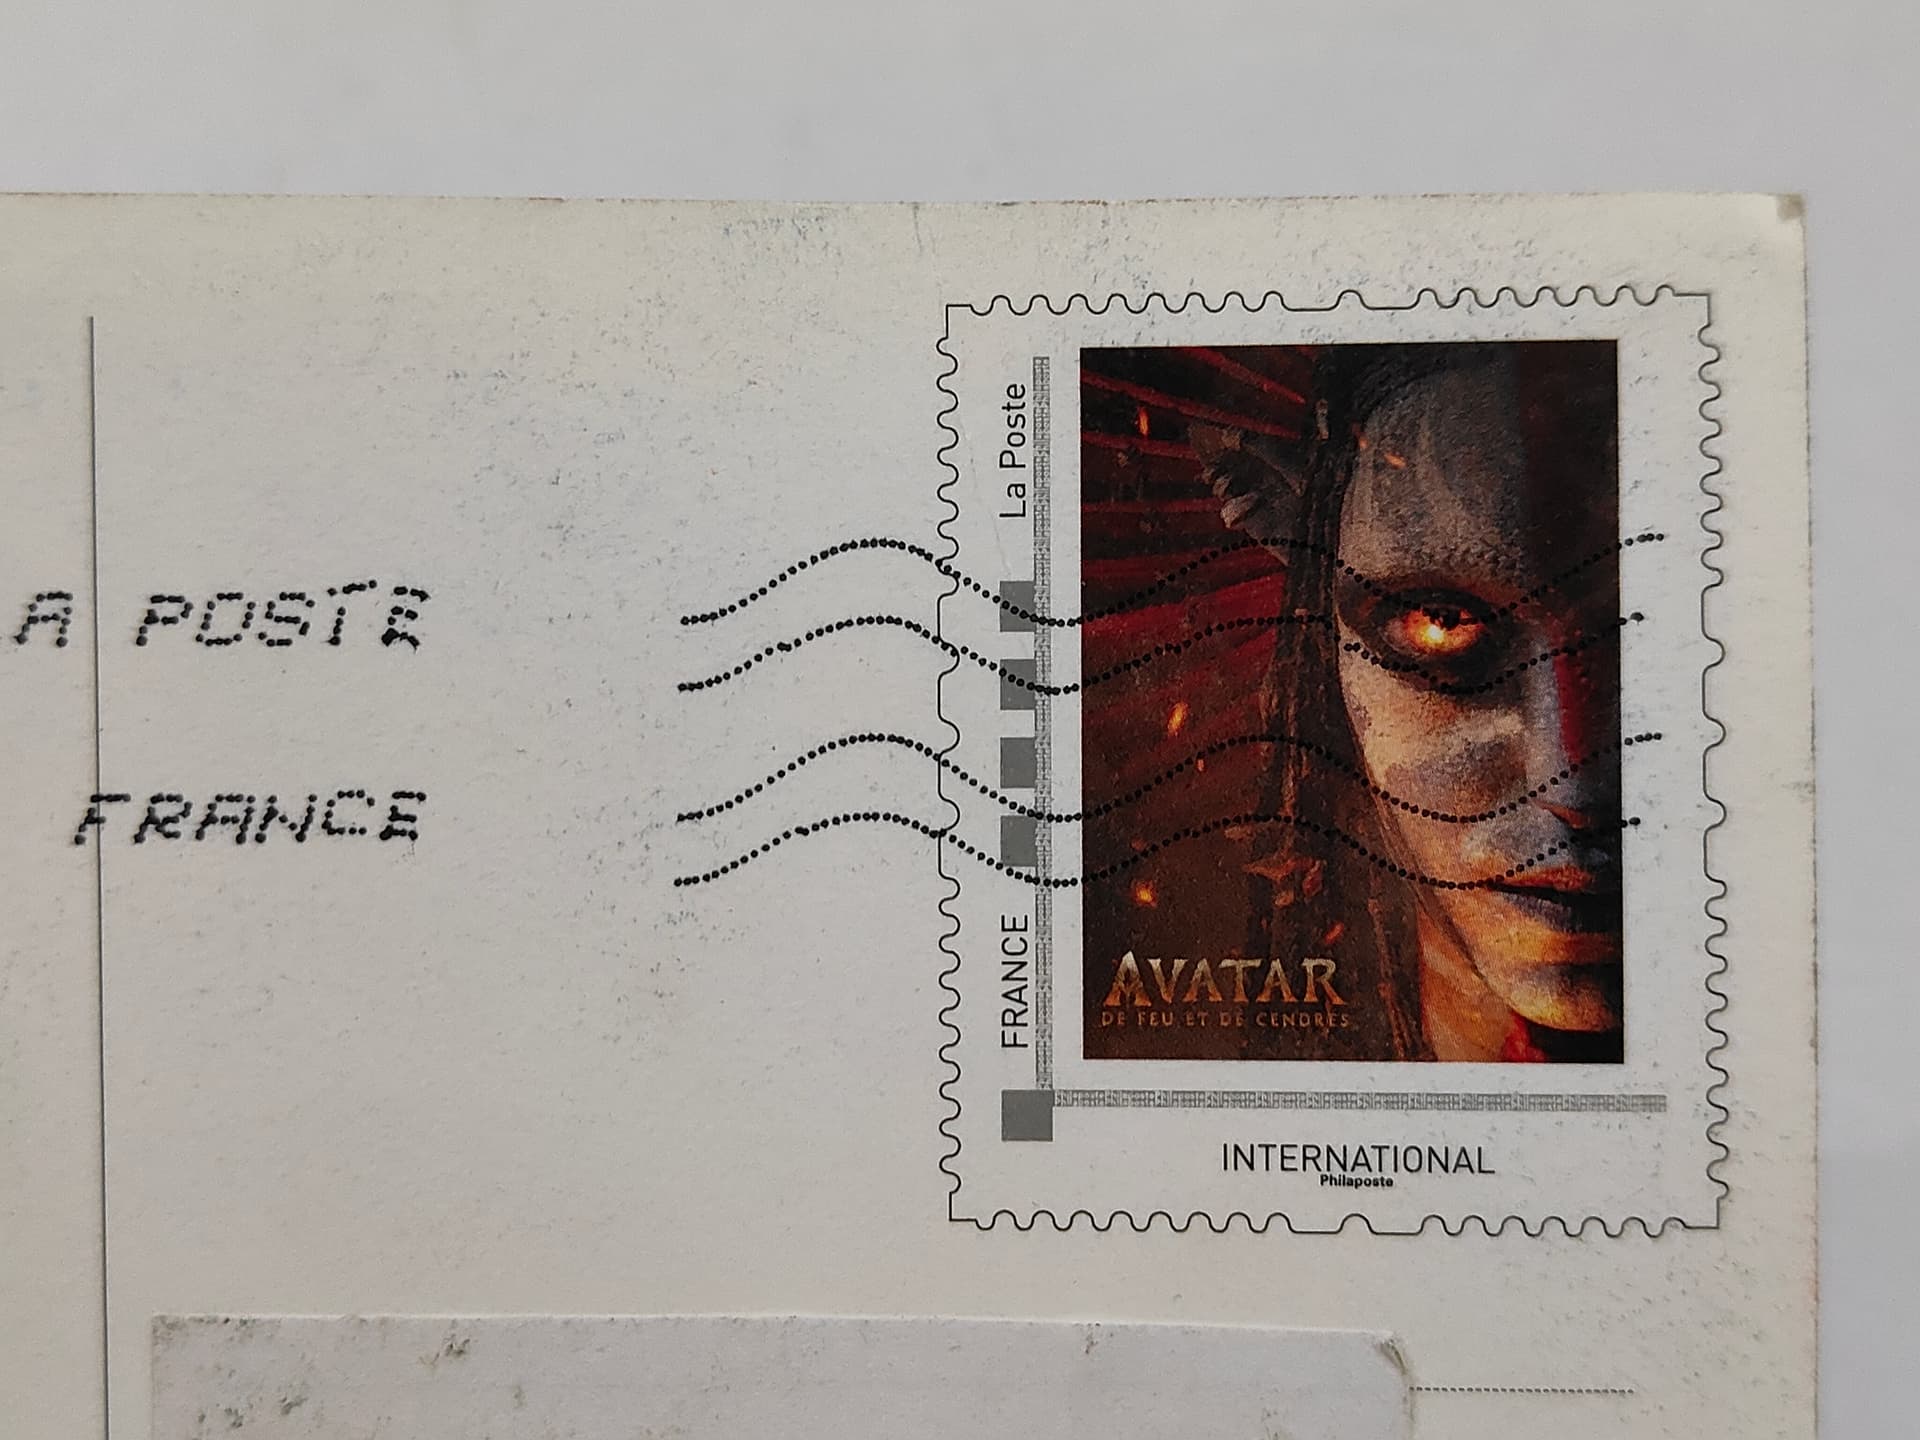 La Poste
A POSTE
FRANCE
FRANCE
AVATAR
DE FEU ET DE CENDRES
INTERNATIONAL
Philaposte